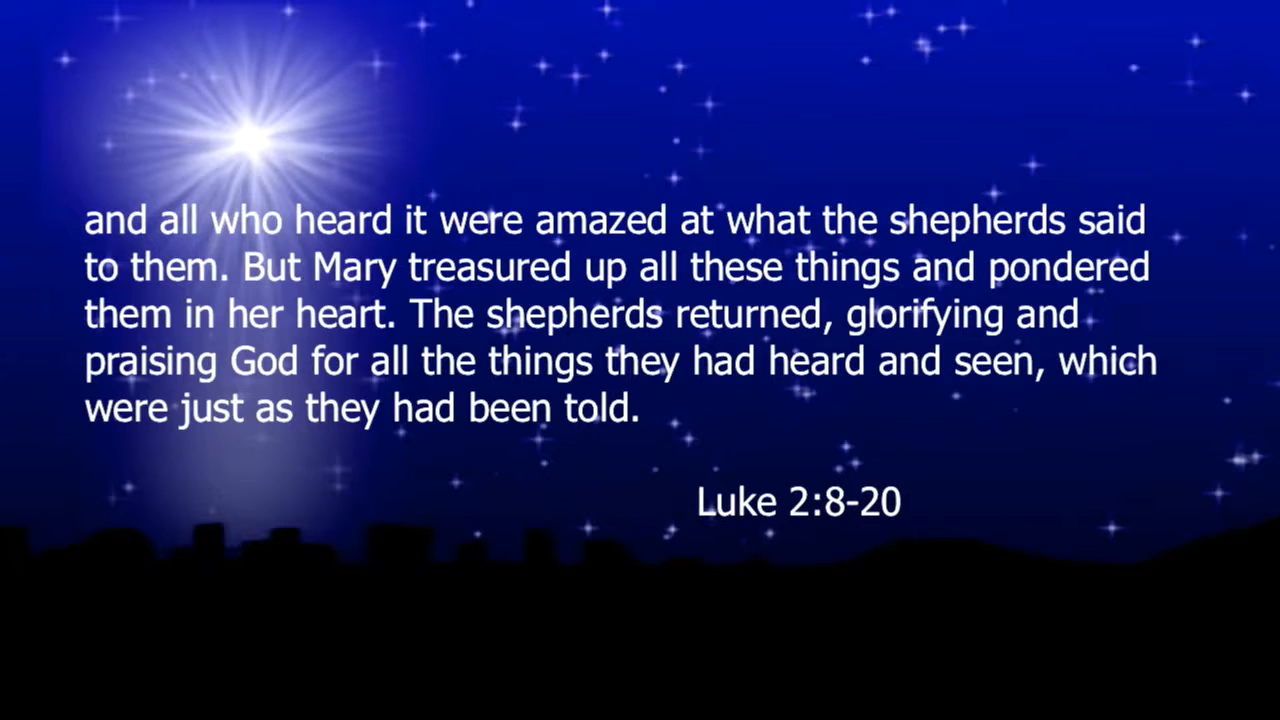 and all who heard it were amazed at what the shepherds said
to them. But Mary treasured up all these things and pondered
them in her heart. The shepherds returned, glorifying and
praising God for all the things they had heard and seen, which
were just as they had been told.
Luke 2:8-20